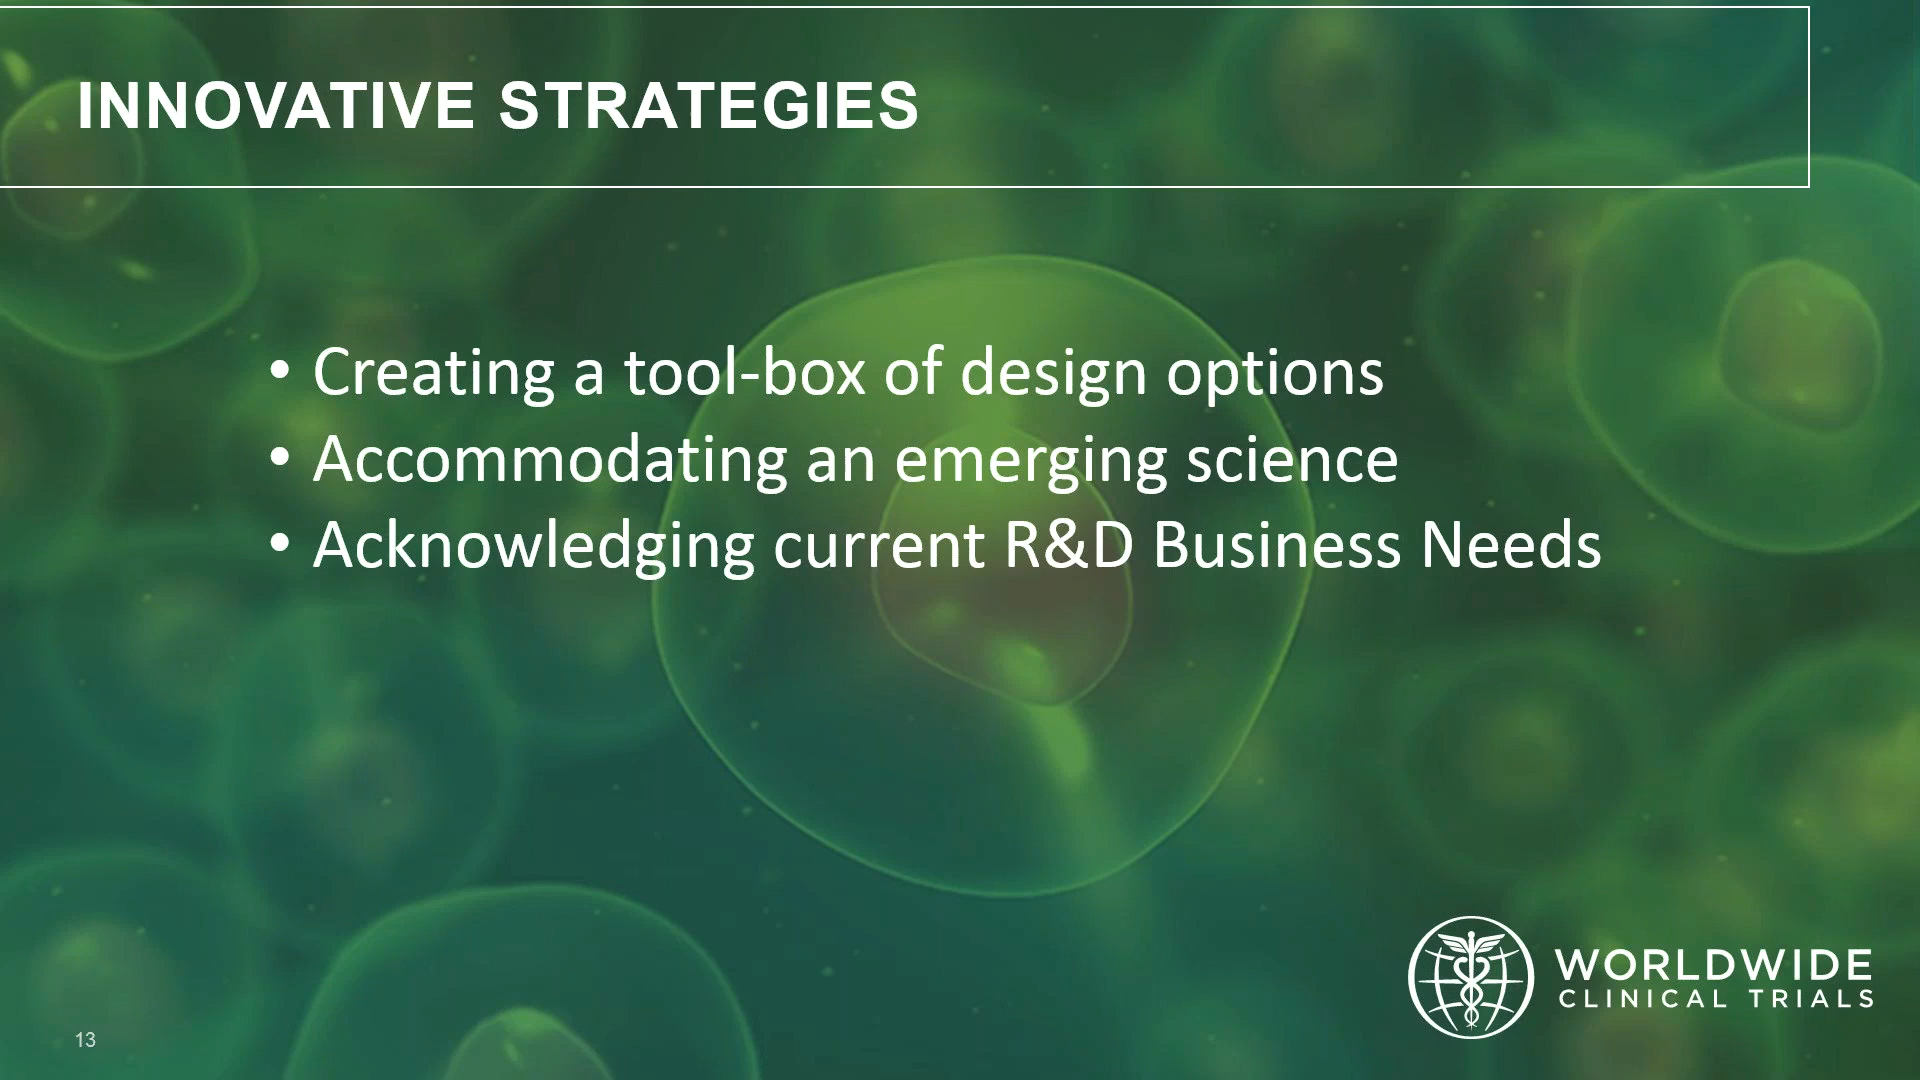 INNOVATIVE STRATEGIES
• Creating a tool-box of design options
• Accommodating an emerging science
• Acknowledging current R&D Business Needs
WORLDWIDE
CLINICAL TRIALS
13